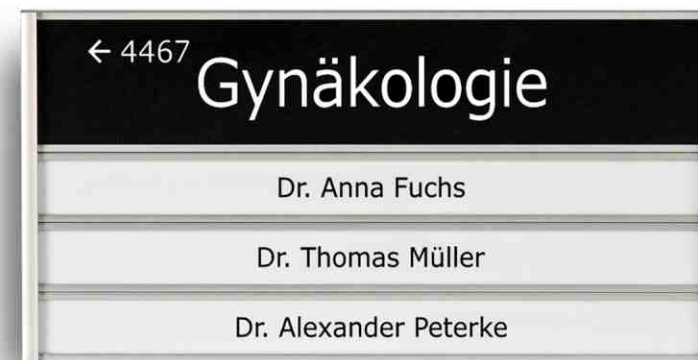 ← 4467
Gynäkologie
Dr. Anna Fuchs
Dr. Thomas Müller
Dr. Alexander Peterke